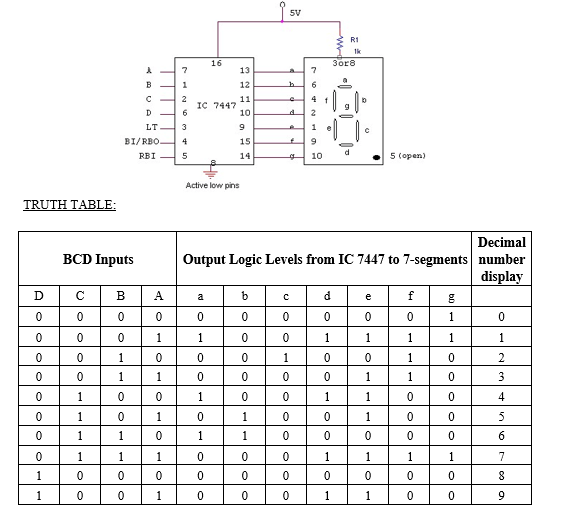 5V
R1
1k
16
3or8
A 7 13 a 7
a
B 1 12 b 6
C 2 11 c 4 f b
IC 7447 g
D 6 10 d 2
LT 3 9 e 1 e c
BI/RBO 4 15 f 9
d
RBI 5 14 g 10 5 (open)
8
Active low pins
TRUTH TABLE:
BCD Inputs Output Logic Levels from IC 7447 to 7-segments Decimal number display
D C B A a b c d e f g
0 0 0 0 0 0 0 0 0 0 1 0
0 0 0 1 1 0 0 1 1 1 1 1
0 0 1 0 0 0 1 0 0 1 0 2
0 0 1 1 0 0 0 0 1 1 0 3
0 1 0 0 1 0 0 1 1 0 0 4
0 1 0 1 0 1 0 0 1 0 0 5
0 1 1 0 1 1 0 0 0 0 0 6
0 1 1 1 0 0 0 1 1 1 1 7
1 0 0 0 0 0 0 0 0 0 0 8
1 0 0 1 0 0 0 1 1 0 0 9